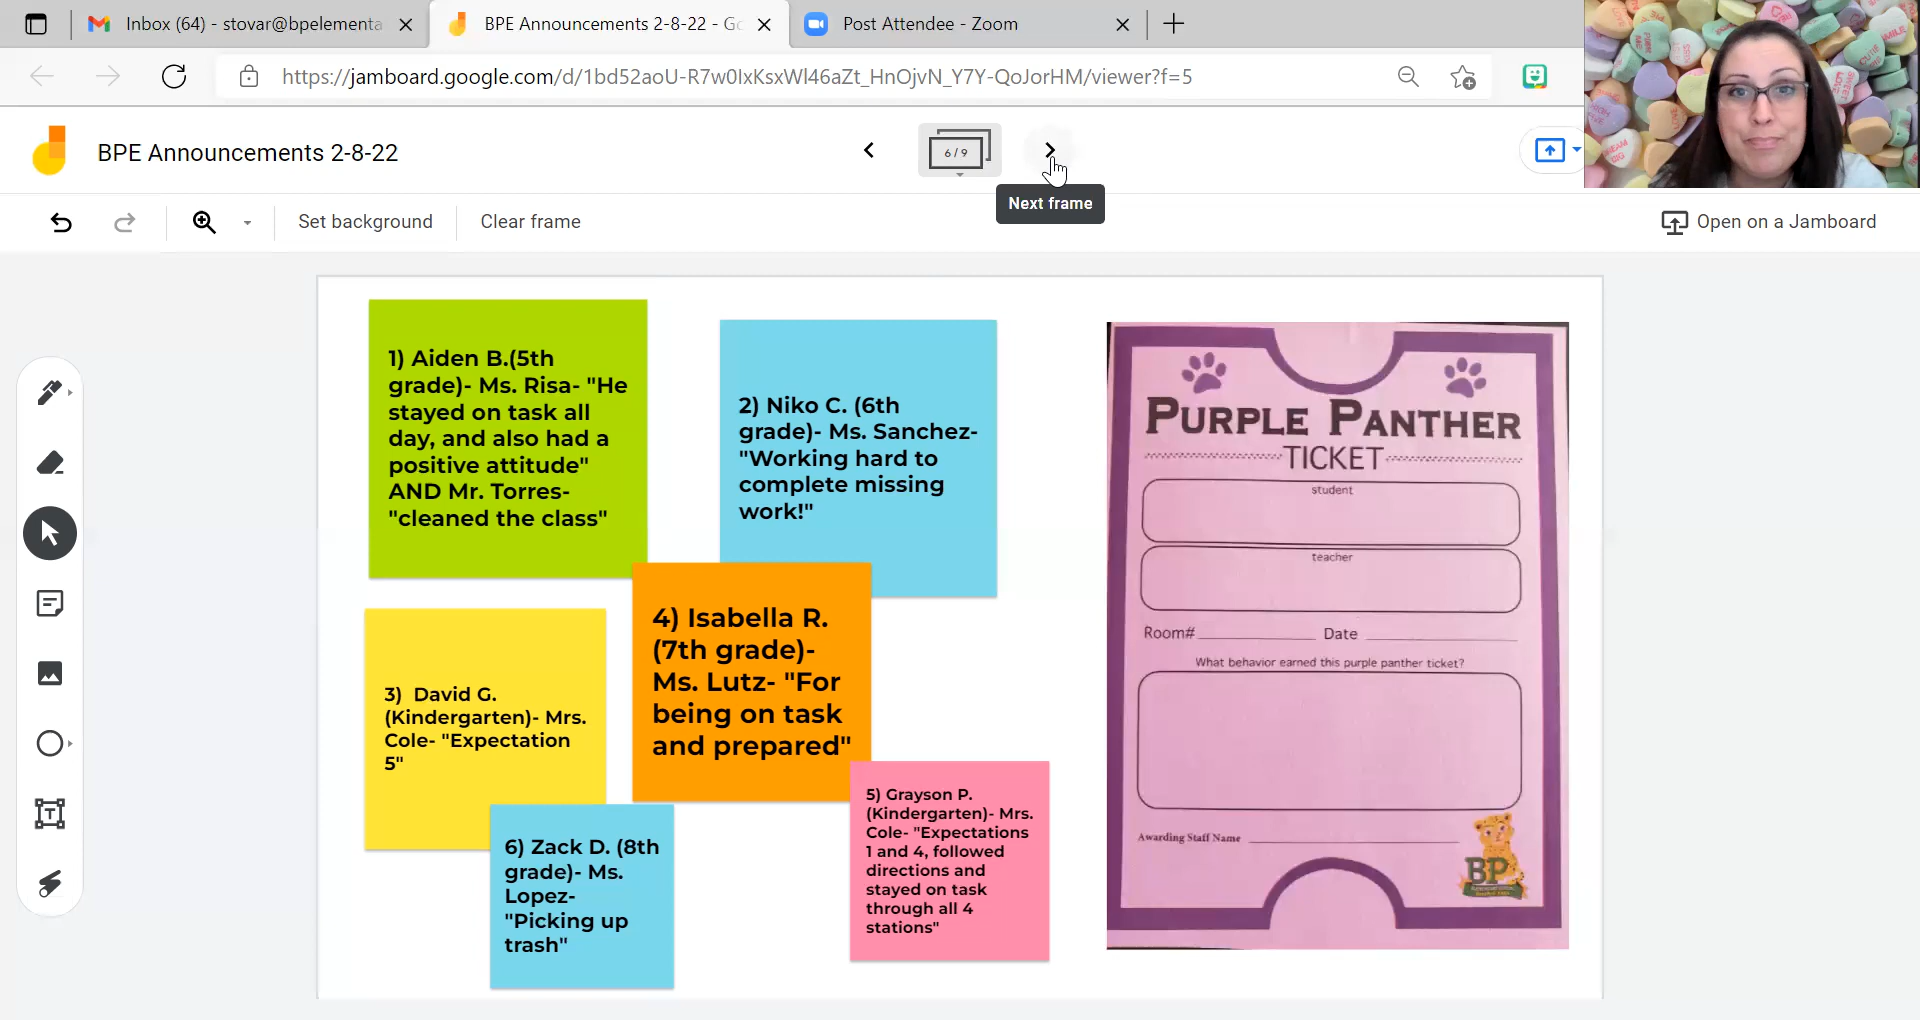 Inbox (64) - stovar@bpelementa
BPE Announcements 2-8-22 - Go
Post Attendee - Zoom
https://jamboard.google.com/d/1bd52aoU-R7w0IxKsxWl46aZt_HnOjvN_Y7Y-QoJorHM/viewer?f=5
BPE Announcements 2-8-22
6 / 9
Next frame
Set background
Clear frame
Open on a Jamboard
1) Aiden B.(5th
grade)- Ms. Risa- "He
stayed on task all
day, and also had a
positive attitude"
AND Mr. Torres-
"cleaned the class"
2) Niko C. (6th
grade)- Ms. Sanchez-
"Working hard to
complete missing
work!"
3) David G.
(Kindergarten)- Mrs.
Cole- "Expectation
5"
4) Isabella R.
(7th grade)-
Ms. Lutz- "For
being on task
and prepared"
5) Grayson P.
(Kindergarten)- Mrs.
Cole- "Expectations
1 and 4, followed
directions and
stayed on task
through all 4
stations"
6) Zack D. (8th
grade)- Ms.
Lopez-
"Picking up
trash"
PURPLE PANTHER
TICKET
student
teacher
Room# Date
What behavior earned this purple panther ticket?
Awarding Staff Name
BP